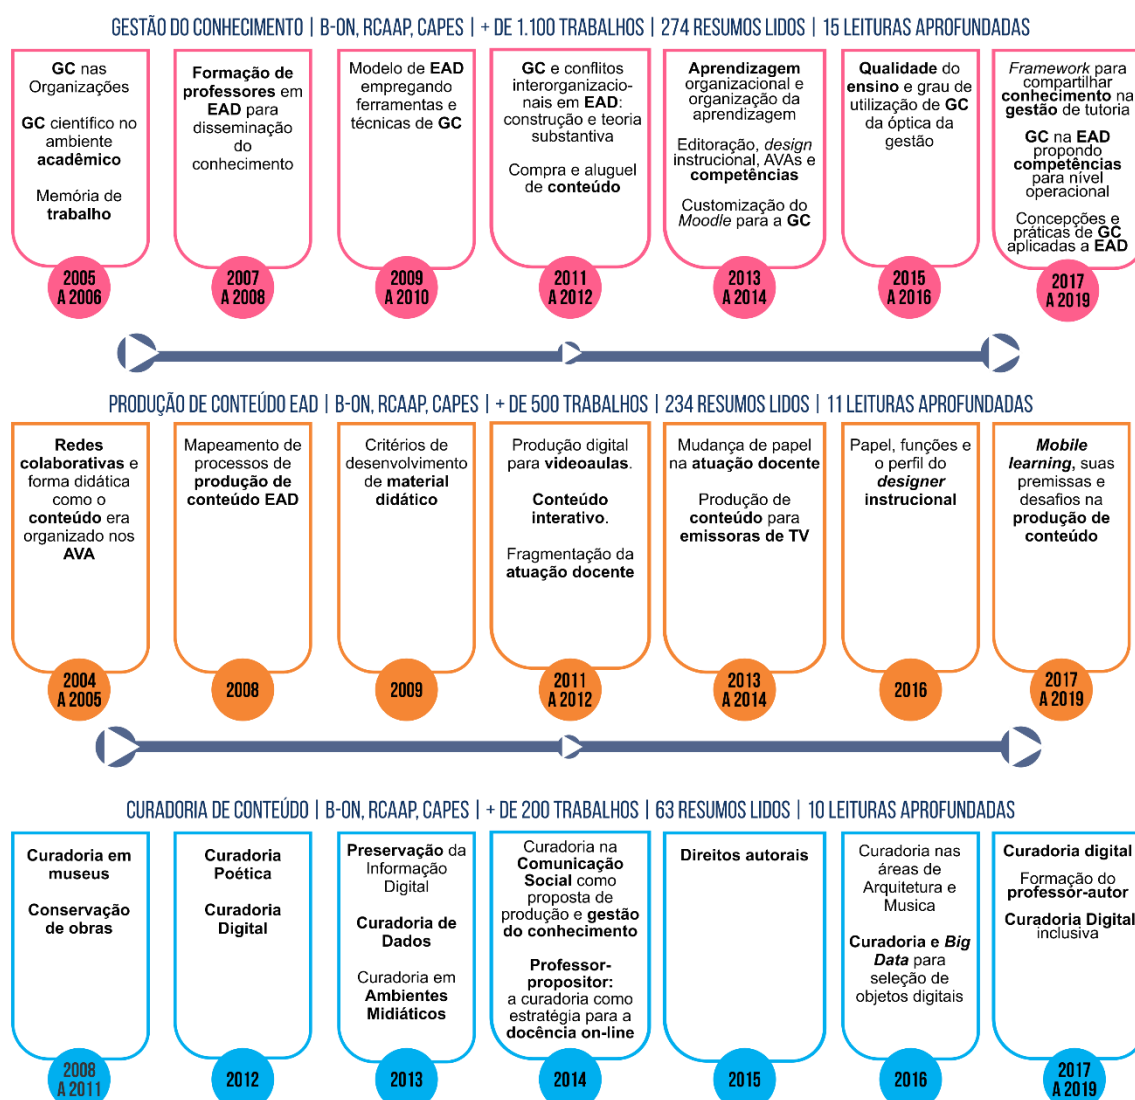 GESTÃO DO CONHECIMENTO | B-ON, RCAAP, CAPES | + DE 1.100 TRABALHOS | 274 RESUMOS LIDOS | 15 LEITURAS APROFUNDADAS
GC nas
Organizações
GC científico no
ambiente
acadêmico
Memória de
trabalho
2005
A 2006
Formação de
professores em
EAD para
disseminação
do
conhecimento
2007
A 2008
Modelo de EAD
empregando
ferramentas e
técnicas de GC
2009
A 2010
GC e conflitos
interorganizacio-
nais em EAD:
construção e teoria
substantiva
Compra e aluguel
de conteúdo
2011
A 2012
Aprendizagem
organizacional e
organização da
aprendizagem
Editoração, design
instrucional, AVAs e
competências
Customização do
Moodle para a GC
2013
A 2014
Qualidade do
ensino e grau de
utilização de GC
da óptica da
gestão
2015
A 2016
Framework para
compartilhar
conhecimento na
gestão de tutoria
GC na EAD
propondo
competências
para nível
operacional
Concepções e
práticas de GC
aplicadas a EAD
2017
A 2019
PRODUÇÃO DE CONTEÚDO EAD | B-ON, RCAAP, CAPES | + DE 500 TRABALHOS | 234 RESUMOS LIDOS | 11 LEITURAS APROFUNDADAS
Redes
colaborativas e
forma didática
como o
conteúdo era
organizado nos
AVA
2004
A 2005
Mapeamento de
processos de
produção de
conteúdo EAD
2008
Critérios de
desenvolvimento
de material
didático
2009
Produção digital
para videoaulas.
Conteúdo
interativo.
Fragmentação da
atuação docente
2011
A 2012
Mudança de papel
na atuação docente
Produção de
conteúdo para
emissoras de TV
2013
A 2014
Papel, funções e
o perfil do
designer
instrucional
2016
Mobile
learning, suas
premissas e
desafios na
produção de
conteúdo
2017
A 2019
CURADORIA DE CONTEÚDO | B-ON, RCAAP, CAPES | + DE 200 TRABALHOS | 63 RESUMOS LIDOS | 10 LEITURAS APROFUNDADAS
Curadoria em
museus
Conservação
de obras
2008
A 2011
Curadoria
Poética
Curadoria
Digital
2012
Preservação da
Informação
Digital
Curadoria de
Dados
Curadoria em
Ambientes
Midiáticos
2013
Curadoria na
Comunicação
Social como
proposta de
produção e gestão
do conhecimento
Professor-
propositor:
a curadoria como
estratégia para a
docência on-line
2014
Direitos autorais
2015
Curadoria nas
áreas de
Arquitetura e
Musica
Curadoria e Big
Data para
seleção de
objetos digitais
2016
Curadoria digital
Formação do
professor-autor
Curadoria Digital
inclusiva
2017
A 2019